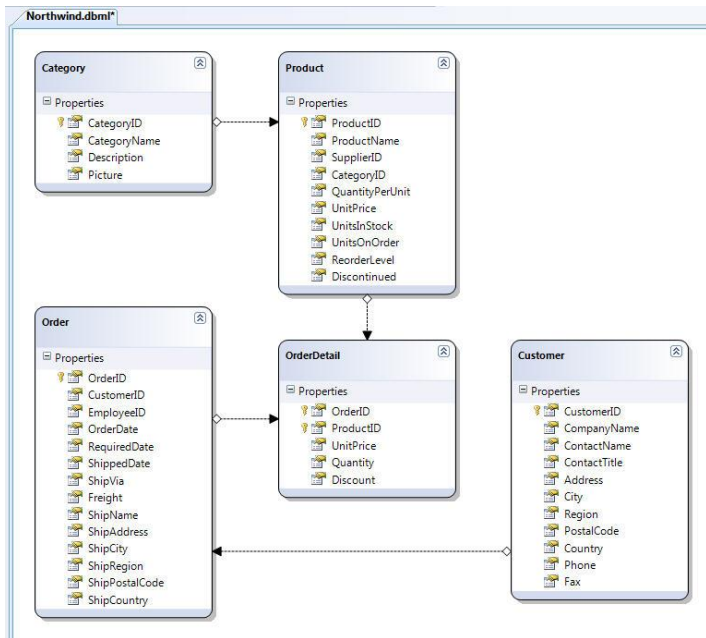 Northwind.dbml*
Category
Properties
CategoryID
CategoryName
Description
Picture
Product
Properties
ProductID
ProductName
SupplierID
CategoryID
QuantityPerUnit
UnitPrice
UnitsInStock
UnitsOnOrder
ReorderLevel
Discontinued
Order
Properties
OrderID
CustomerID
EmployeeID
OrderDate
RequiredDate
ShippedDate
ShipVia
Freight
ShipName
ShipAddress
ShipCity
ShipRegion
ShipPostalCode
ShipCountry
OrderDetail
Properties
OrderID
ProductID
UnitPrice
Quantity
Discount
Customer
Properties
CustomerID
CompanyName
ContactName
ContactTitle
Address
City
Region
PostalCode
Country
Phone
Fax